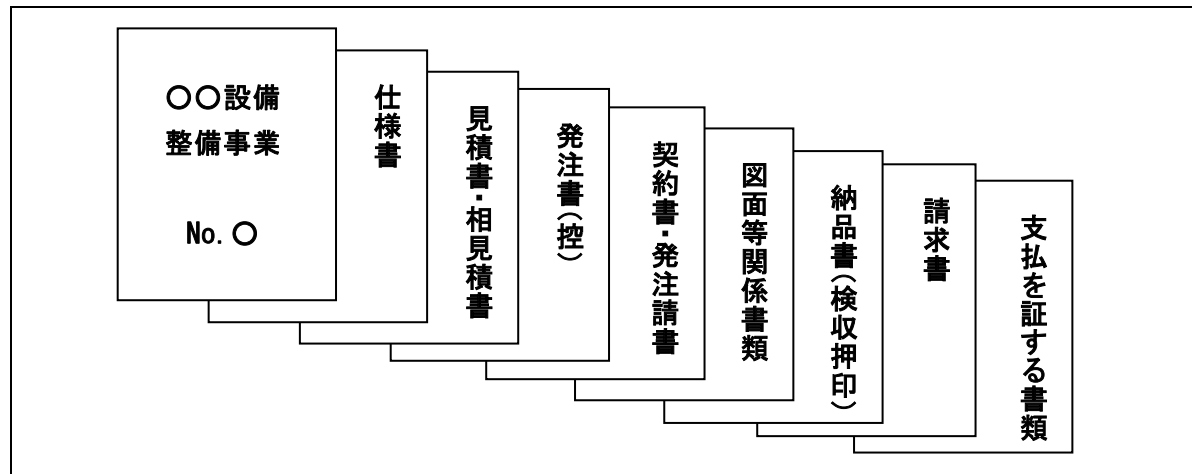 〇〇設備
整備事業
No.〇
仕様書
見積書・相見積書
発注書(控)
契約書・発注請書
図面等関係書類
納品書(検収押印)
請求書
支払を証する書類